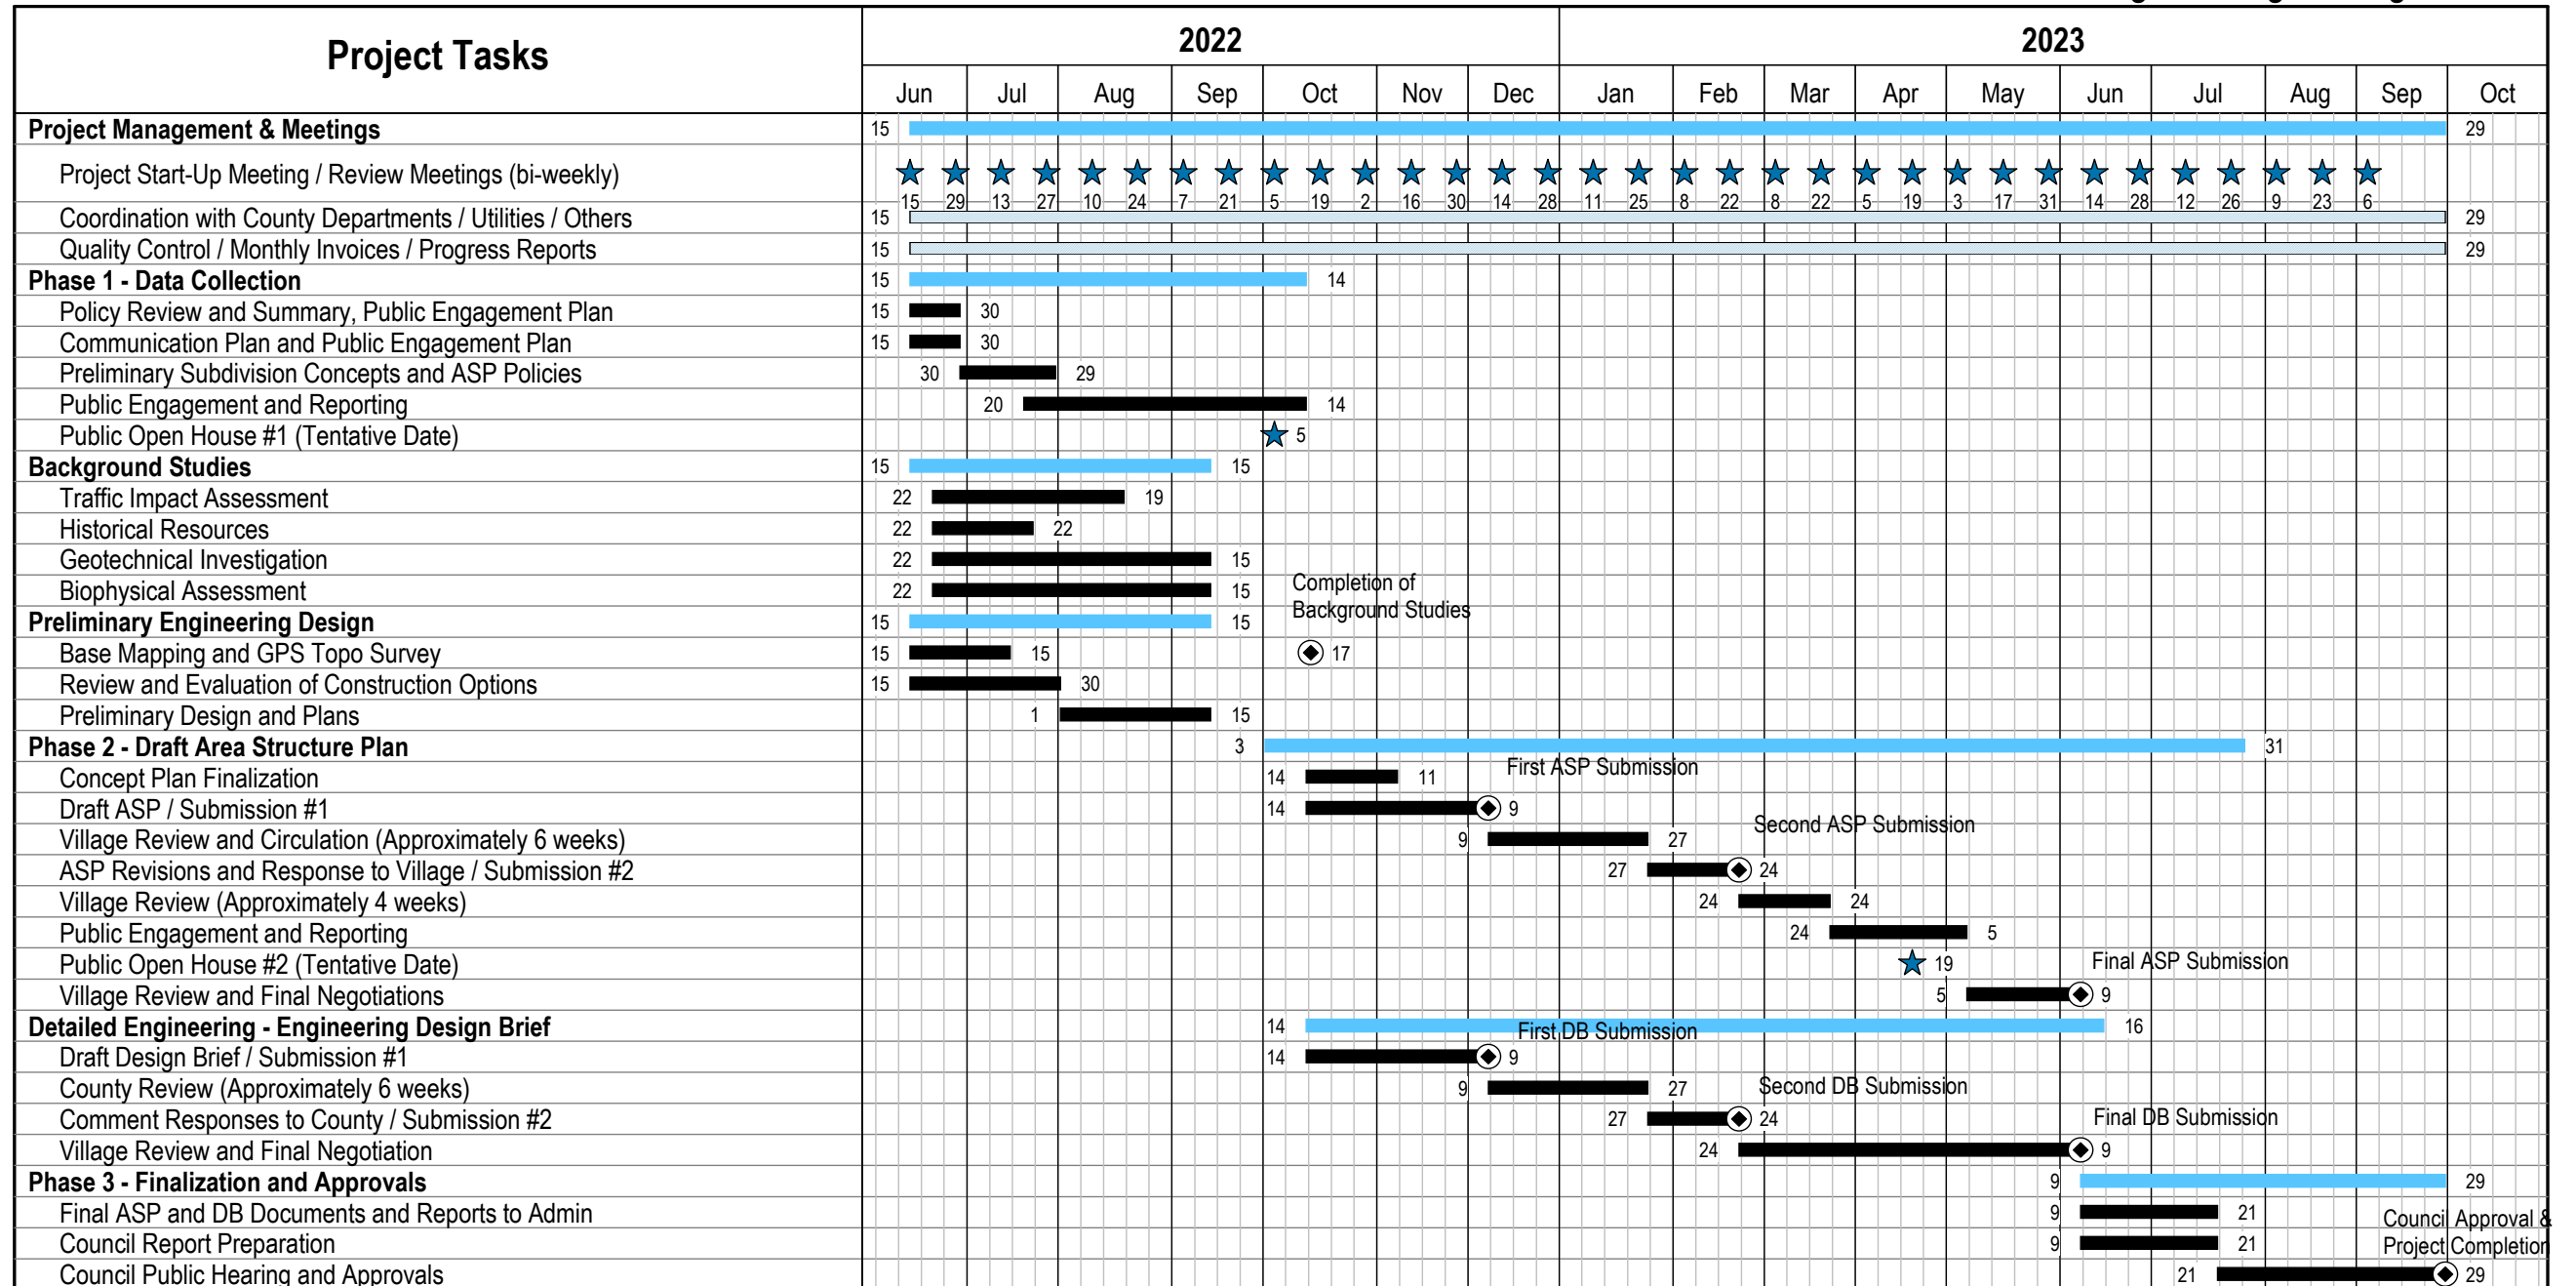 Project Tasks
2022
2023
Jun Jul Aug Sep Oct Nov Dec Jan Feb Mar Apr May Jun Jul Aug Sep Oct
Project Management & Meetings 15 29
Project Start-Up Meeting / Review Meetings (bi-weekly)
15 29 13 27 10 24 7 21 5 19 2 16 30 14 28 11 25 8 22 8 22 5 19 3 17 31 14 28 12 26 9 23 6
Coordination with County Departments / Utilities / Others 15 29
Quality Control / Monthly Invoices / Progress Reports 15 29
Phase 1 - Data Collection 15 14
Policy Review and Summary, Public Engagement Plan 15 30
Communication Plan and Public Engagement Plan 15 30
Preliminary Subdivision Concepts and ASP Policies 30 29
Public Engagement and Reporting 20 14
Public Open House #1 (Tentative Date) 5
Background Studies 15 15
Traffic Impact Assessment 22 19
Historical Resources 22 22
Geotechnical Investigation 22 15
Biophysical Assessment 22 15
Completion of
Background Studies
Preliminary Engineering Design 15 15
Base Mapping and GPS Topo Survey 15 15 17
Review and Evaluation of Construction Options 15 30
Preliminary Design and Plans 1 15
Phase 2 - Draft Area Structure Plan 3 31
Concept Plan Finalization 14 11 First ASP Submission
Draft ASP / Submission #1 14 9
Village Review and Circulation (Approximately 6 weeks) 9 27 Second ASP Submission
ASP Revisions and Response to Village / Submission #2 27 24
Village Review (Approximately 4 weeks) 24 24
Public Engagement and Reporting 24 5
Public Open House #2 (Tentative Date) 19 Final ASP Submission
Village Review and Final Negotiations 5 9
Detailed Engineering - Engineering Design Brief 14 First DB Submission 16
Draft Design Brief / Submission #1 14 9
County Review (Approximately 6 weeks) 9 27 Second DB Submission
Comment Responses to County / Submission #2 27 24 Final DB Submission
Village Review and Final Negotiation 24 9
Phase 3 - Finalization and Approvals 9 29
Final ASP and DB Documents and Reports to Admin 9 21 Council Approval &
Council Report Preparation 9 21 Project Completion
Council Public Hearing and Approvals 21 29